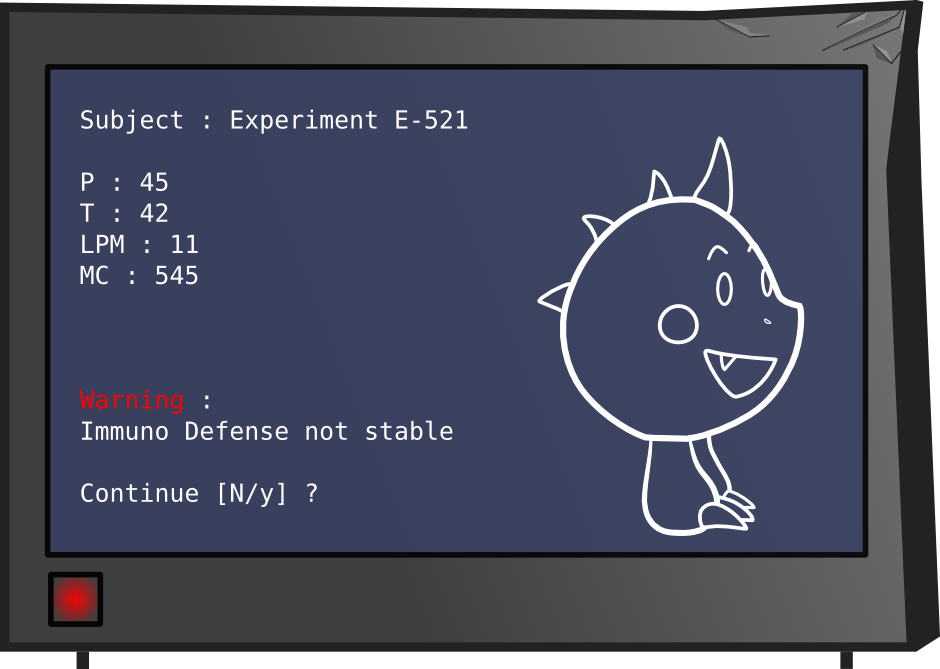 Subject : Experiment E-521
P : 45
T : 42
LPM : 11
MC : 545
Warning :
Immuno Defense not stable
Continue [N/y] ?